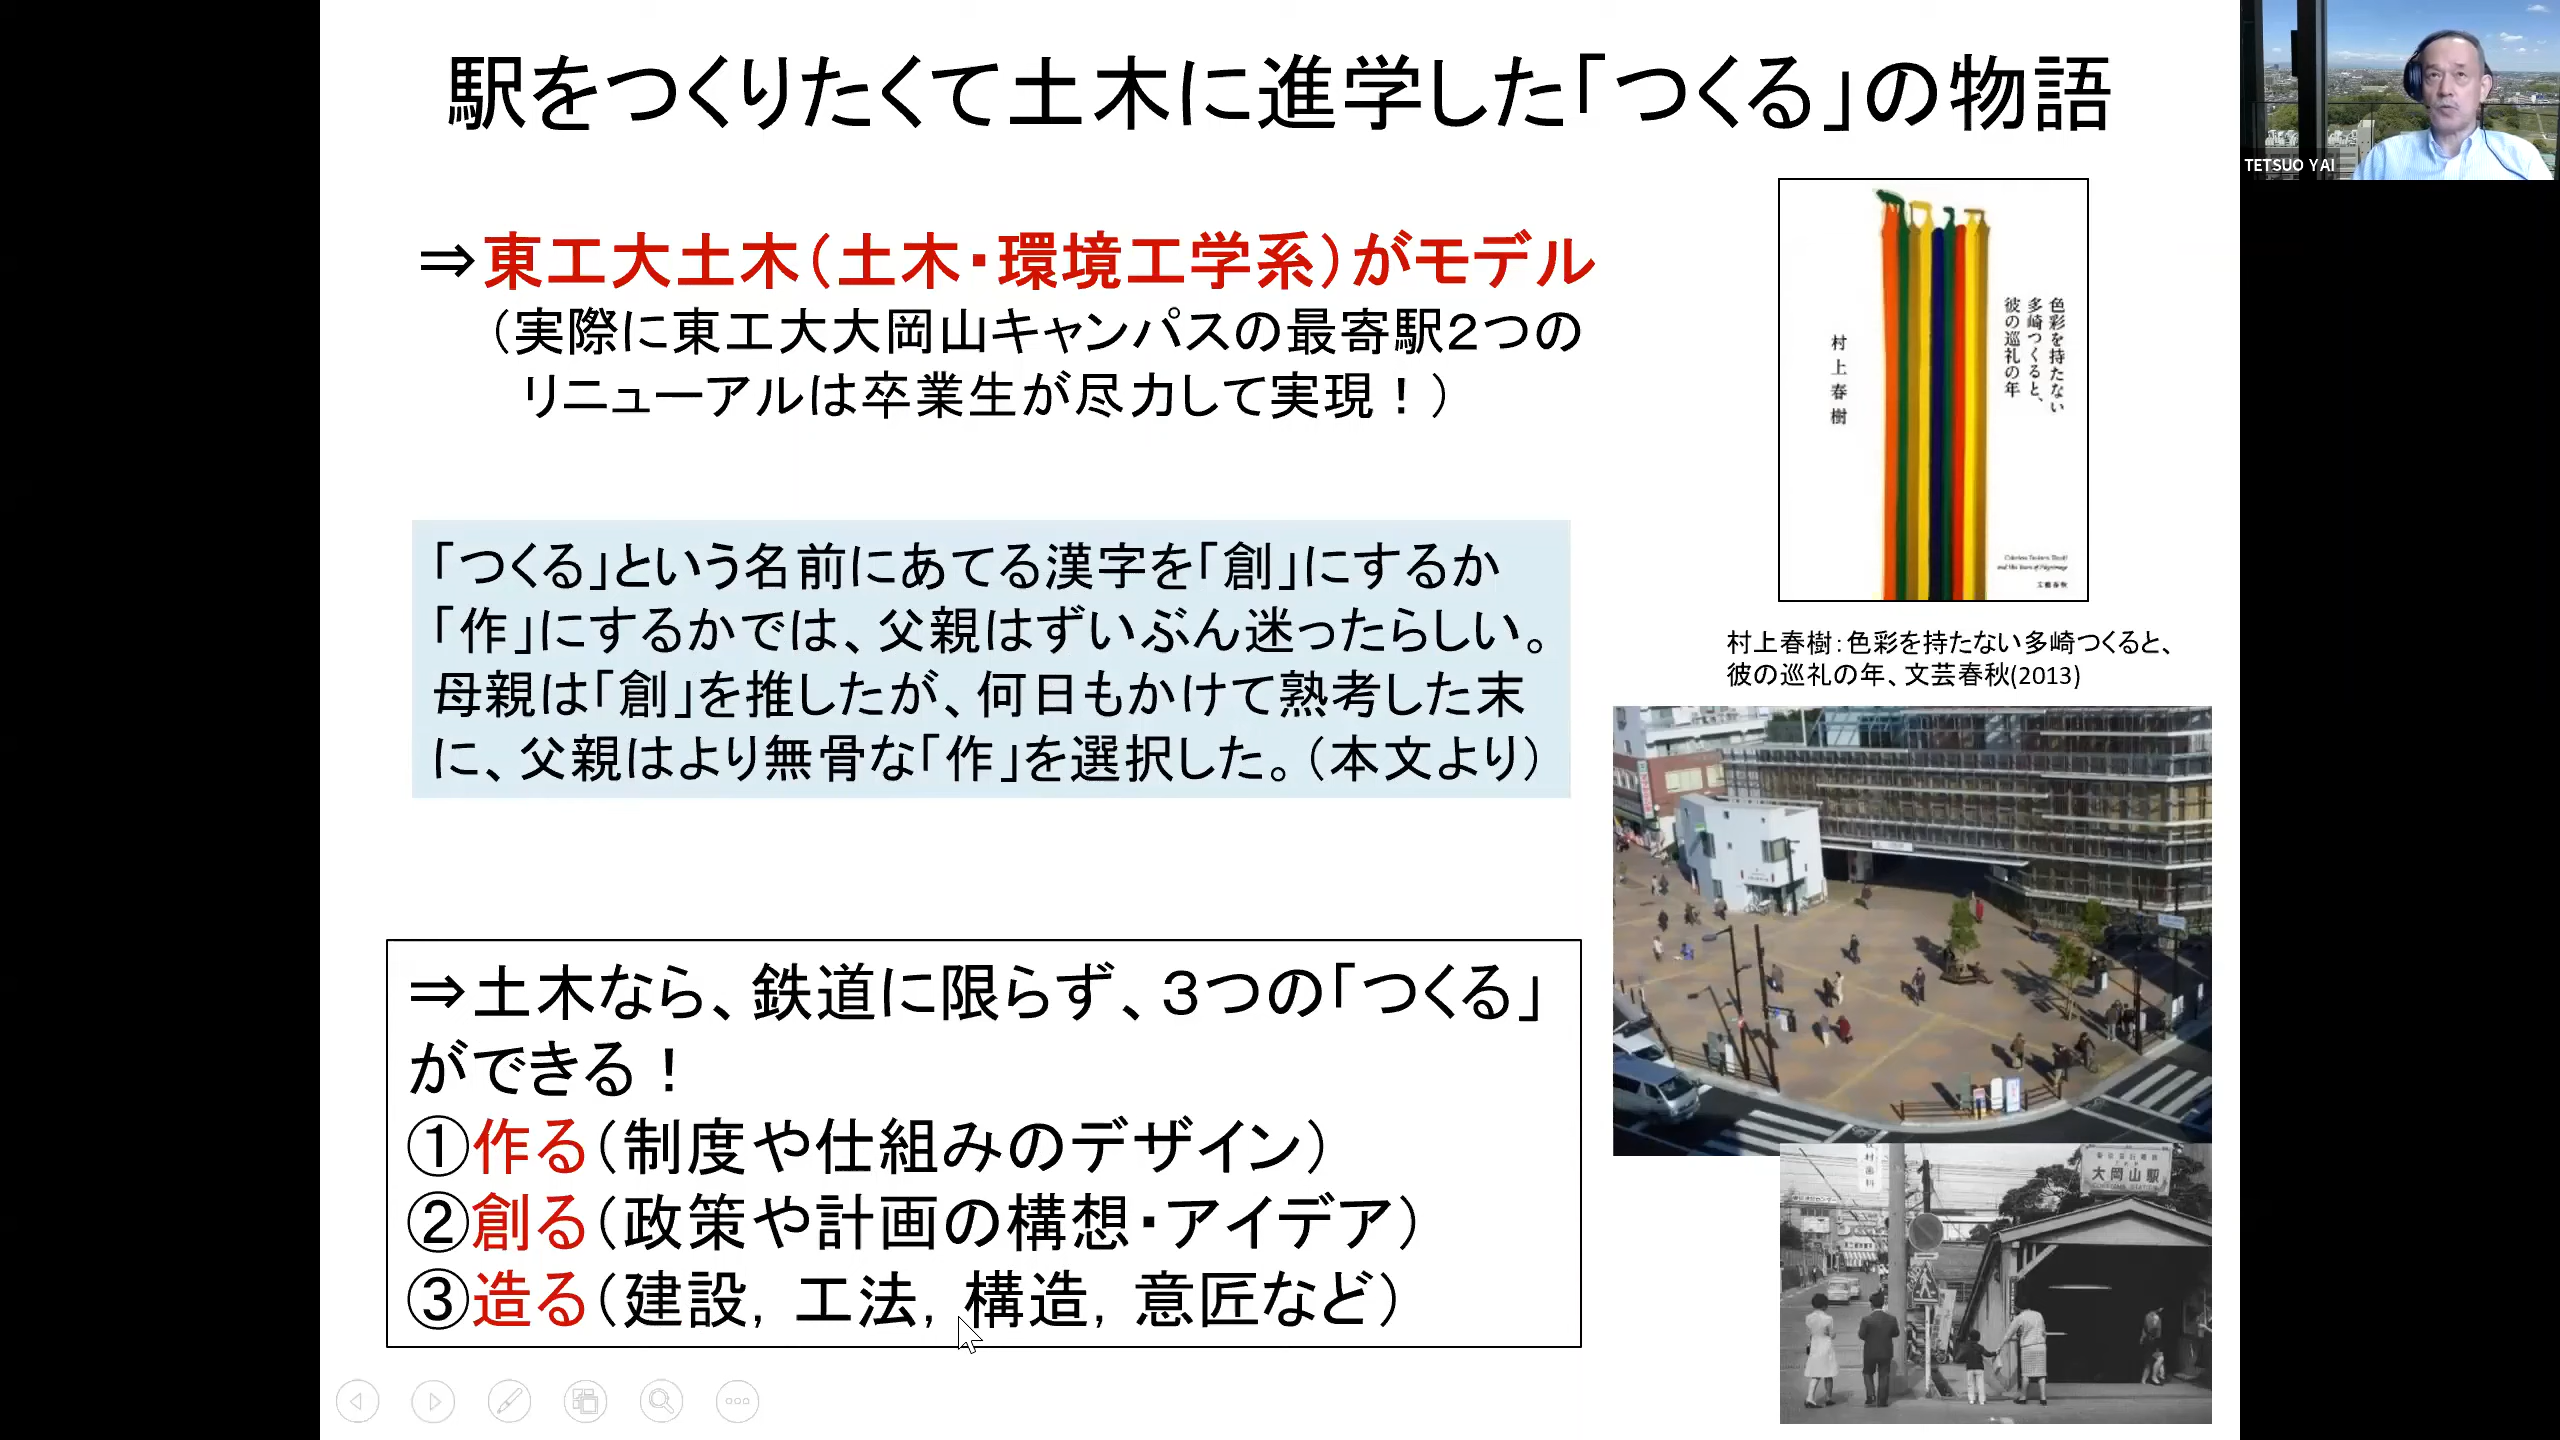 駅をつくりたくて土木に進学した「つくる」の物語
TETSUO YAI
⇒東工大土木（土木・環境工学系）がモデル
（実際に東工大大岡山キャンパスの最寄駅２つの
リニューアルは卒業生が尽力して実現！）
色彩を持たない
多崎つくると、
彼の巡礼の年
村上春樹
Colorless Tsukuru Tazaki
and His Years of Pilgrimage
文藝春秋
村上春樹：色彩を持たない多崎つくると、
彼の巡礼の年、文芸春秋(2013)
「つくる」という名前にあてる漢字を「創」にするか
「作」にするかでは、父親はずいぶん迷ったらしい。
母親は「創」を推したが、何日もかけて熟考した末
に、父親はより無骨な「作」を選択した。（本文より）
⇒土木なら、鉄道に限らず、３つの「つくる」
ができる！
①作る（制度や仕組みのデザイン）
②創る（政策や計画の構想・アイデア）
③造る（建設，工法，構造，意匠など）
大岡山駅